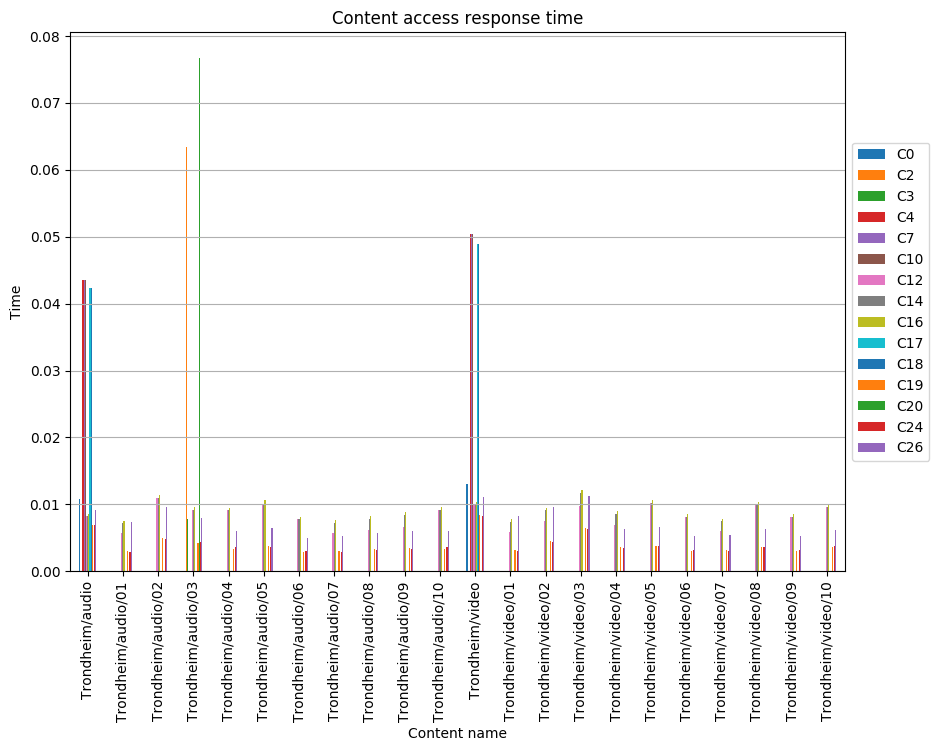 Content access response time
0.08
0.07
0.06
0.05
0.04
0.03
0.02
0.01
0.00
Time
C0
C2
C3
C4
C7
C10
C12
C14
C16
C17
C18
C19
C20
C24
C26
Trondheim/audio
Trondheim/audio/01
Trondheim/audio/02
Trondheim/audio/03
Trondheim/audio/04
Trondheim/audio/05
Trondheim/audio/06
Trondheim/audio/07
Trondheim/audio/08
Trondheim/audio/09
Trondheim/audio/10
Trondheim/video
Trondheim/video/01
Trondheim/video/02
Trondheim/video/03
Trondheim/video/04
Trondheim/video/05
Trondheim/video/06
Trondheim/video/07
Trondheim/video/08
Trondheim/video/09
Trondheim/video/10
Content name